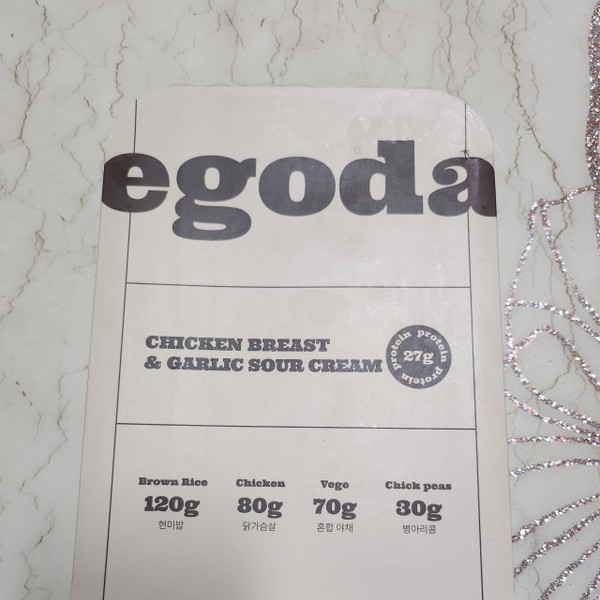 egoda
CHICKEN BREAST
& GARLIC SOUR CREAM
protein protein protein protein
27g
Brown Rice Chicken Vege Chick peas
120g 80g 70g 30g
현미밥 닭가슴살 혼합 야채 병아리콩